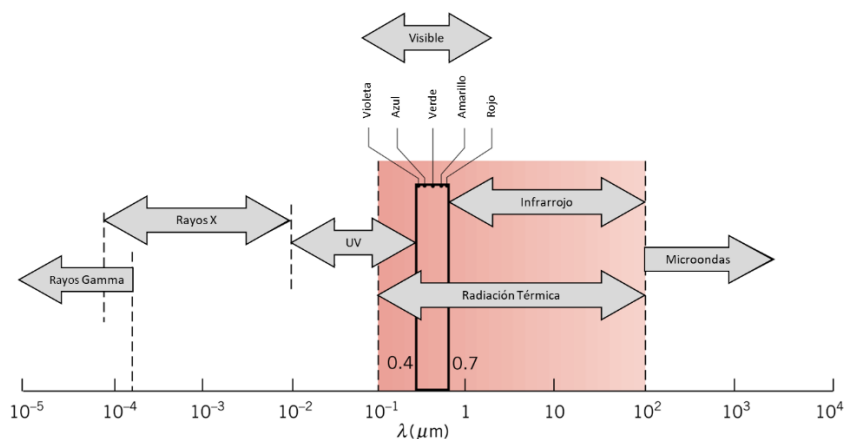 Visible
Violeta
Azul
Verde
Amarillo
Rojo
Infrarrojo
Rayos X
UV
Microondas
Rayos Gamma
Radiación Térmica
0.4
0.7
10⁻⁵ 10⁻⁴ 10⁻³ 10⁻² 10⁻¹ 1 10 10² 10³ 10⁴
λ(μm)